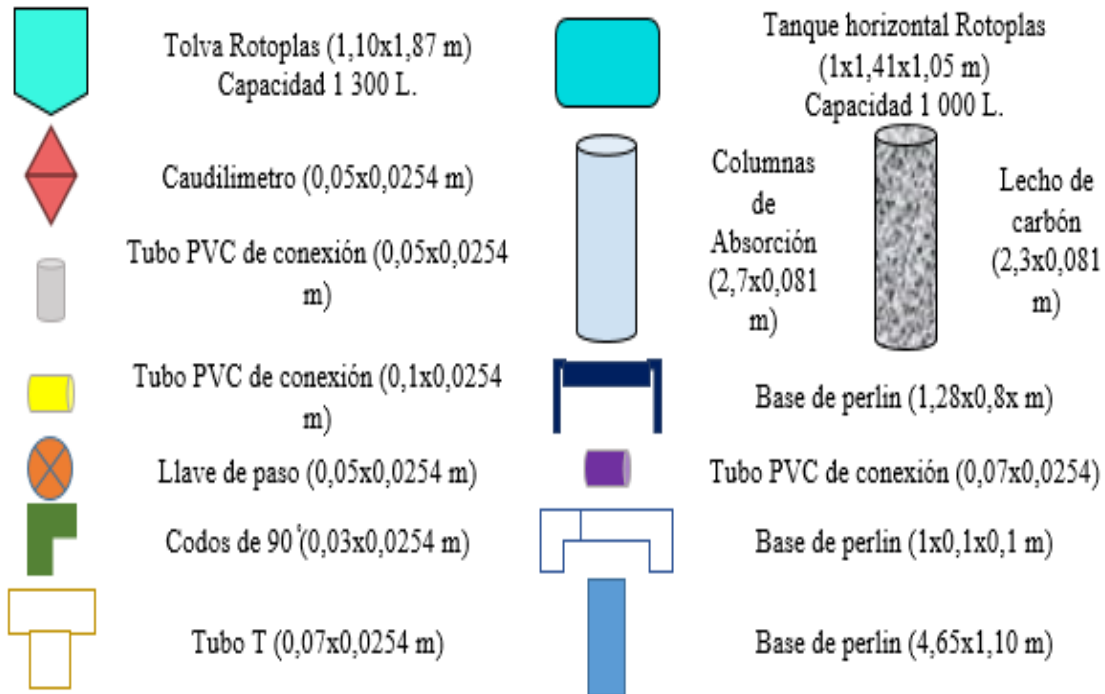 Tolva Rotoplas (1,10x1,87 m)
Capacidad 1 300 L.
Tanque horizontal Rotoplas
(1x1,41x1,05 m)
Capacidad 1 000 L.
Caudilimetro (0,05x0,0254 m)
Columnas
de
Absorción
(2,7x0,081
m)
Lecho de
carbón
(2,3x0,081
m)
Tubo PVC de conexión (0,05x0,0254
m)
Tubo PVC de conexión (0,1x0,0254
m)
Base de perlin (1,28x0,8x m)
Llave de paso (0,05x0,0254 m)
Tubo PVC de conexión (0,07x0,0254)
Codos de 90°(0,03x0,0254 m)
Base de perlin (1x0,1x0,1 m)
Tubo T (0,07x0,0254 m)
Base de perlin (4,65x1,10 m)